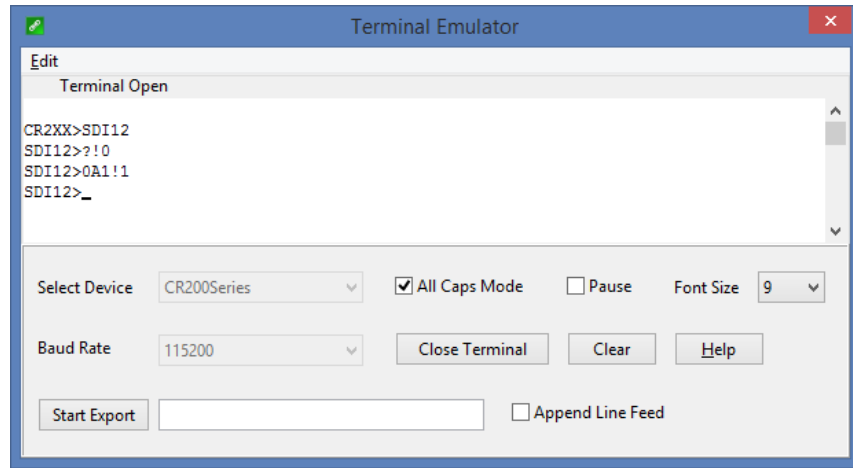 Terminal Emulator
Edit
Terminal Open
CR2XX>SDI12
SDI12>?!0
SDI12>0A1!1
SDI12>_
Select Device CR200Series All Caps Mode Pause Font Size 9
Baud Rate 115200 Close Terminal Clear Help
Start Export Append Line Feed